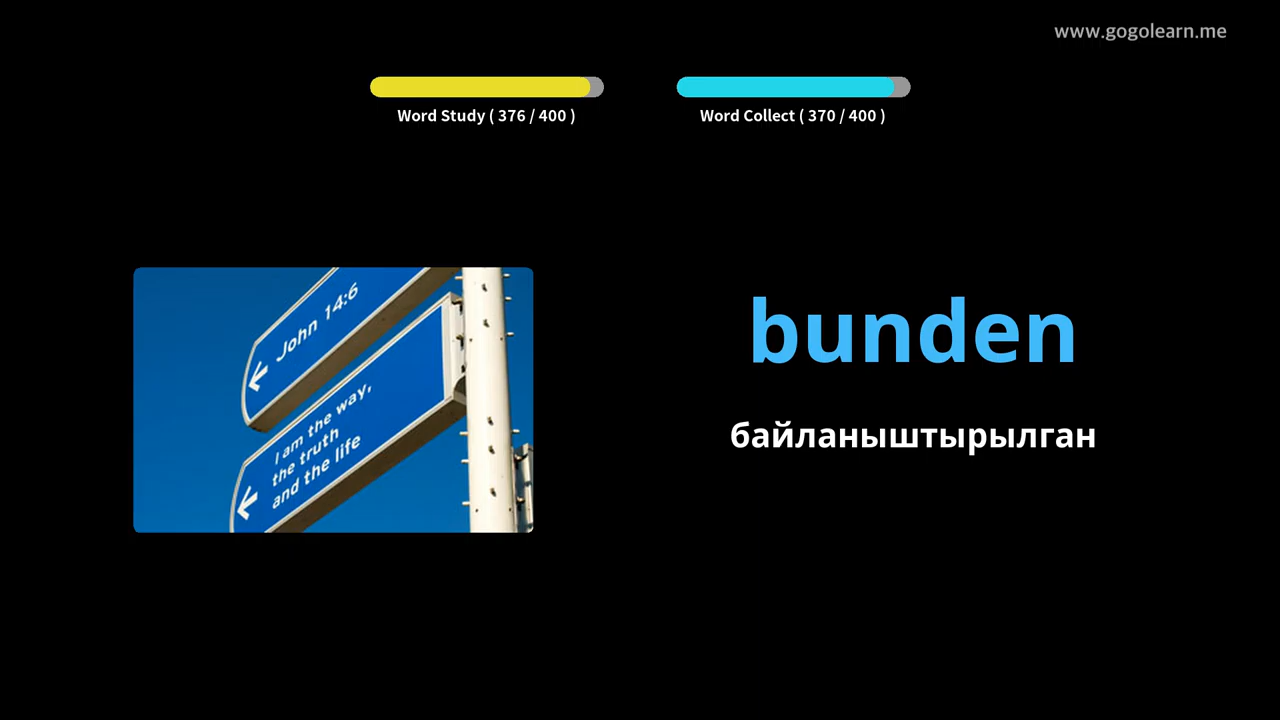 www.gogolearn.me
Word Study ( 376 / 400 )
Word Collect ( 370 / 400 )
John 14:6
I am the way,
the truth
and the life
bunden
байланыштырылган